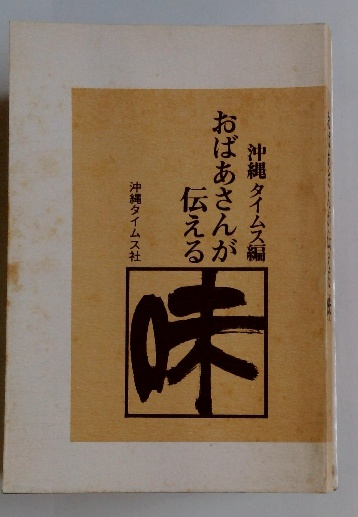 沖縄タイムス編
おばあさんが
伝える
味
沖縄タイムス社